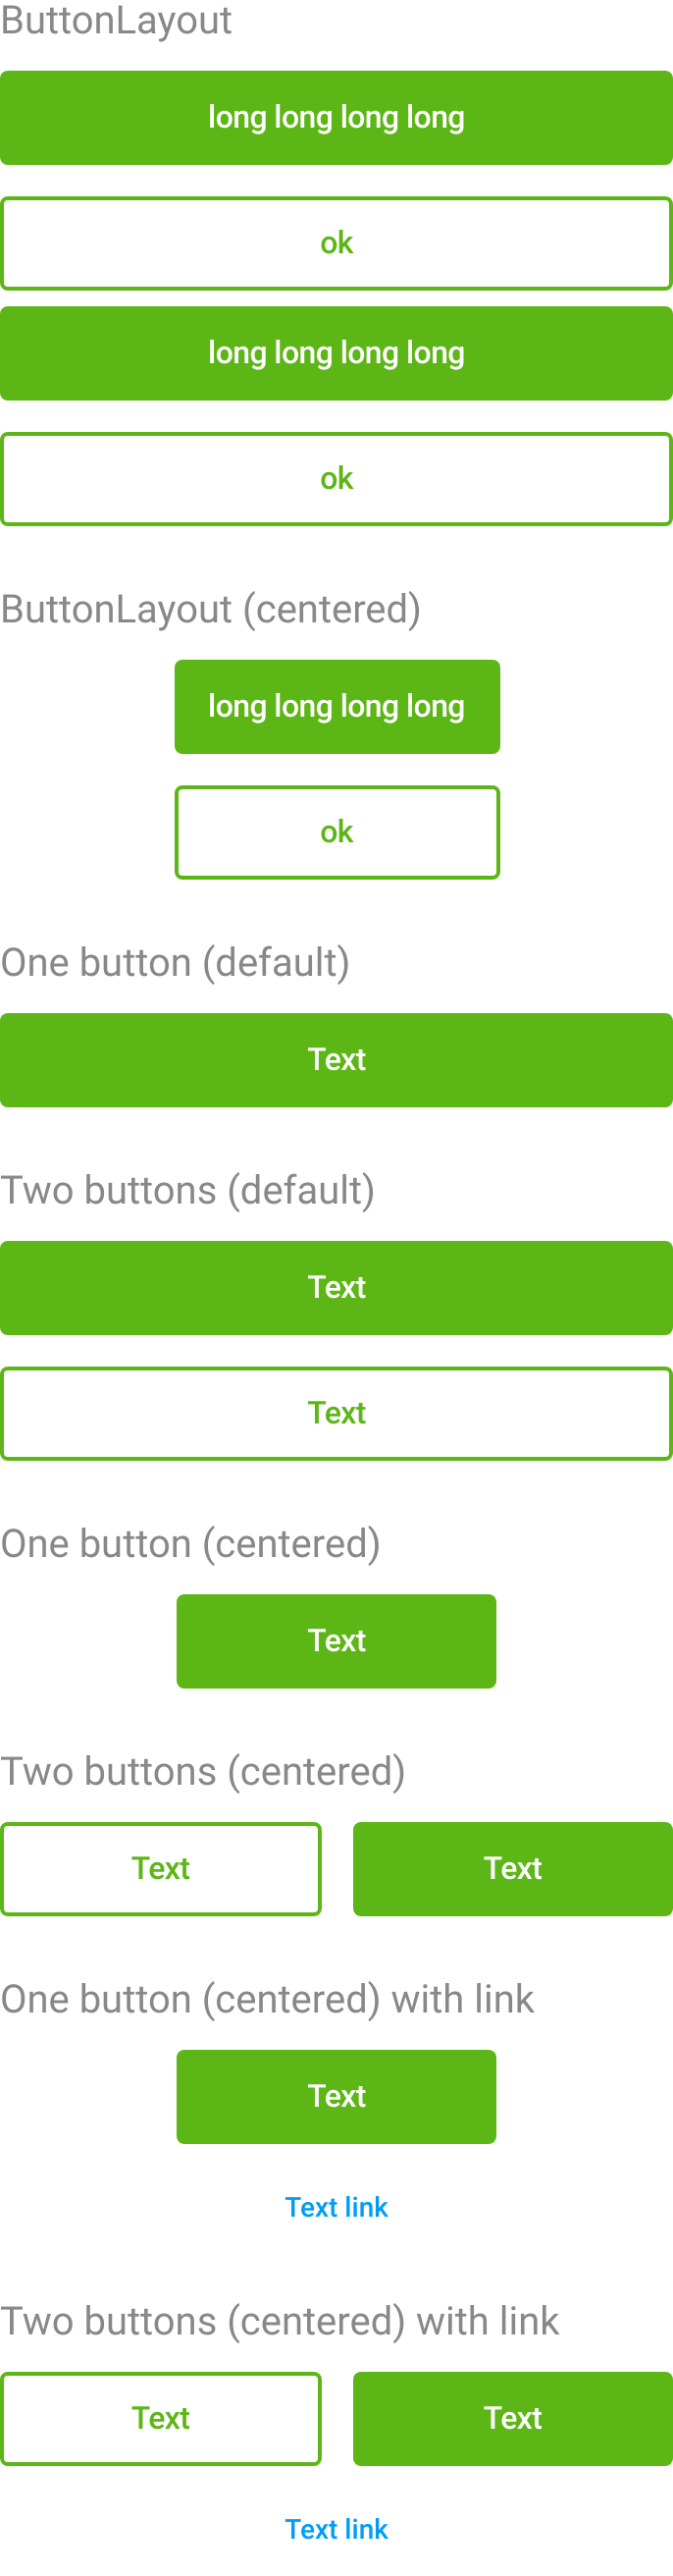 ButtonLayout
long long long long
ok
long long long long
ok
ButtonLayout (centered)
long long long long
ok
One button (default)
Text
Two buttons (default)
Text
Text
One button (centered)
Text
Two buttons (centered)
Text Text
One button (centered) with link
Text
Text link
Two buttons (centered) with link
Text Text
Text link